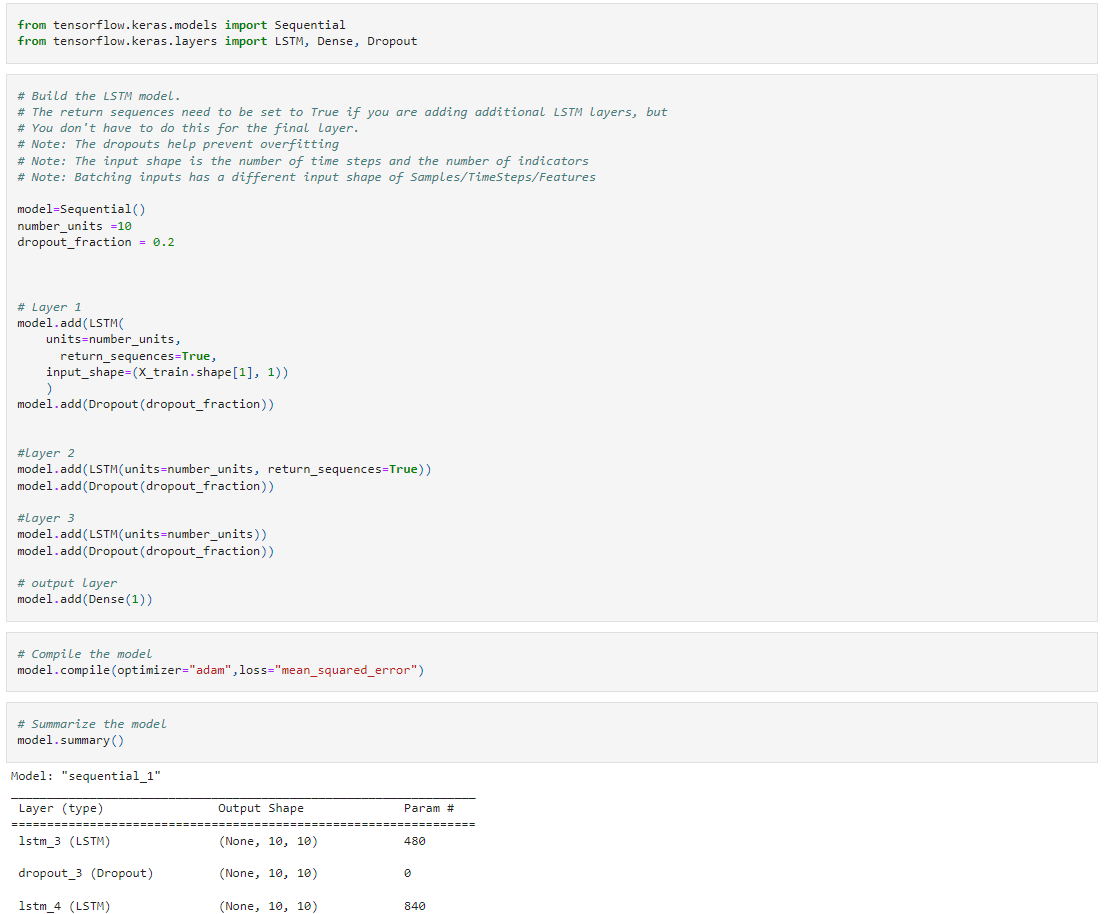 from tensorflow.keras.models import Sequential
from tensorflow.keras.layers import LSTM, Dense, Dropout
# Build the LSTM model.
# The return sequences need to be set to True if you are adding additional LSTM layers, but
# You don't have to do this for the final layer.
# Note: The dropouts help prevent overfitting
# Note: The input shape is the number of time steps and the number of indicators
# Note: Batching inputs has a different input shape of Samples/TimeSteps/Features
model=Sequential()
number_units =10
dropout_fraction = 0.2
# Layer 1
model.add(LSTM(
    units=number_units,
      return_sequences=True,
    input_shape=(X_train.shape[1], 1))
    )
model.add(Dropout(dropout_fraction))
#layer 2
model.add(LSTM(units=number_units, return_sequences=True))
model.add(Dropout(dropout_fraction))
#layer 3
model.add(LSTM(units=number_units))
model.add(Dropout(dropout_fraction))
# output layer
model.add(Dense(1))
# Compile the model
model.compile(optimizer="adam",loss="mean_squared_error")
# Summarize the model
model.summary()
Model: "sequential_1"
_________________________________________________________________
Layer (type) Output Shape Param #
=================================================================
lstm_3 (LSTM) (None, 10, 10) 480
dropout_3 (Dropout) (None, 10, 10) 0
lstm_4 (LSTM) (None, 10, 10) 840